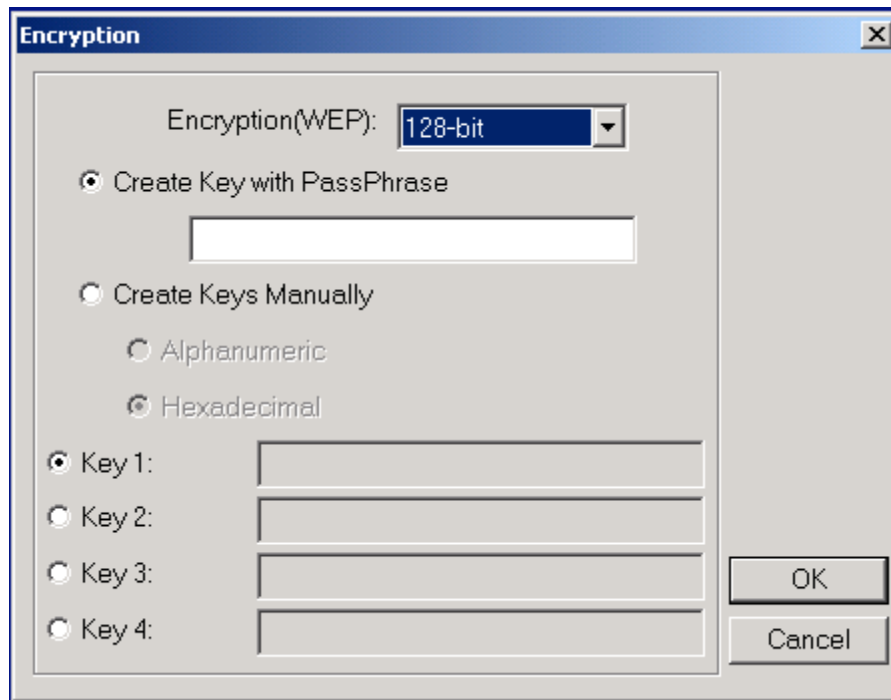 Encryption
Encryption(WEP): 128-bit
Create Key with PassPhrase
Create Keys Manually
Alphanumeric
Hexadecimal
Key 1:
Key 2:
Key 3:
Key 4:
OK
Cancel